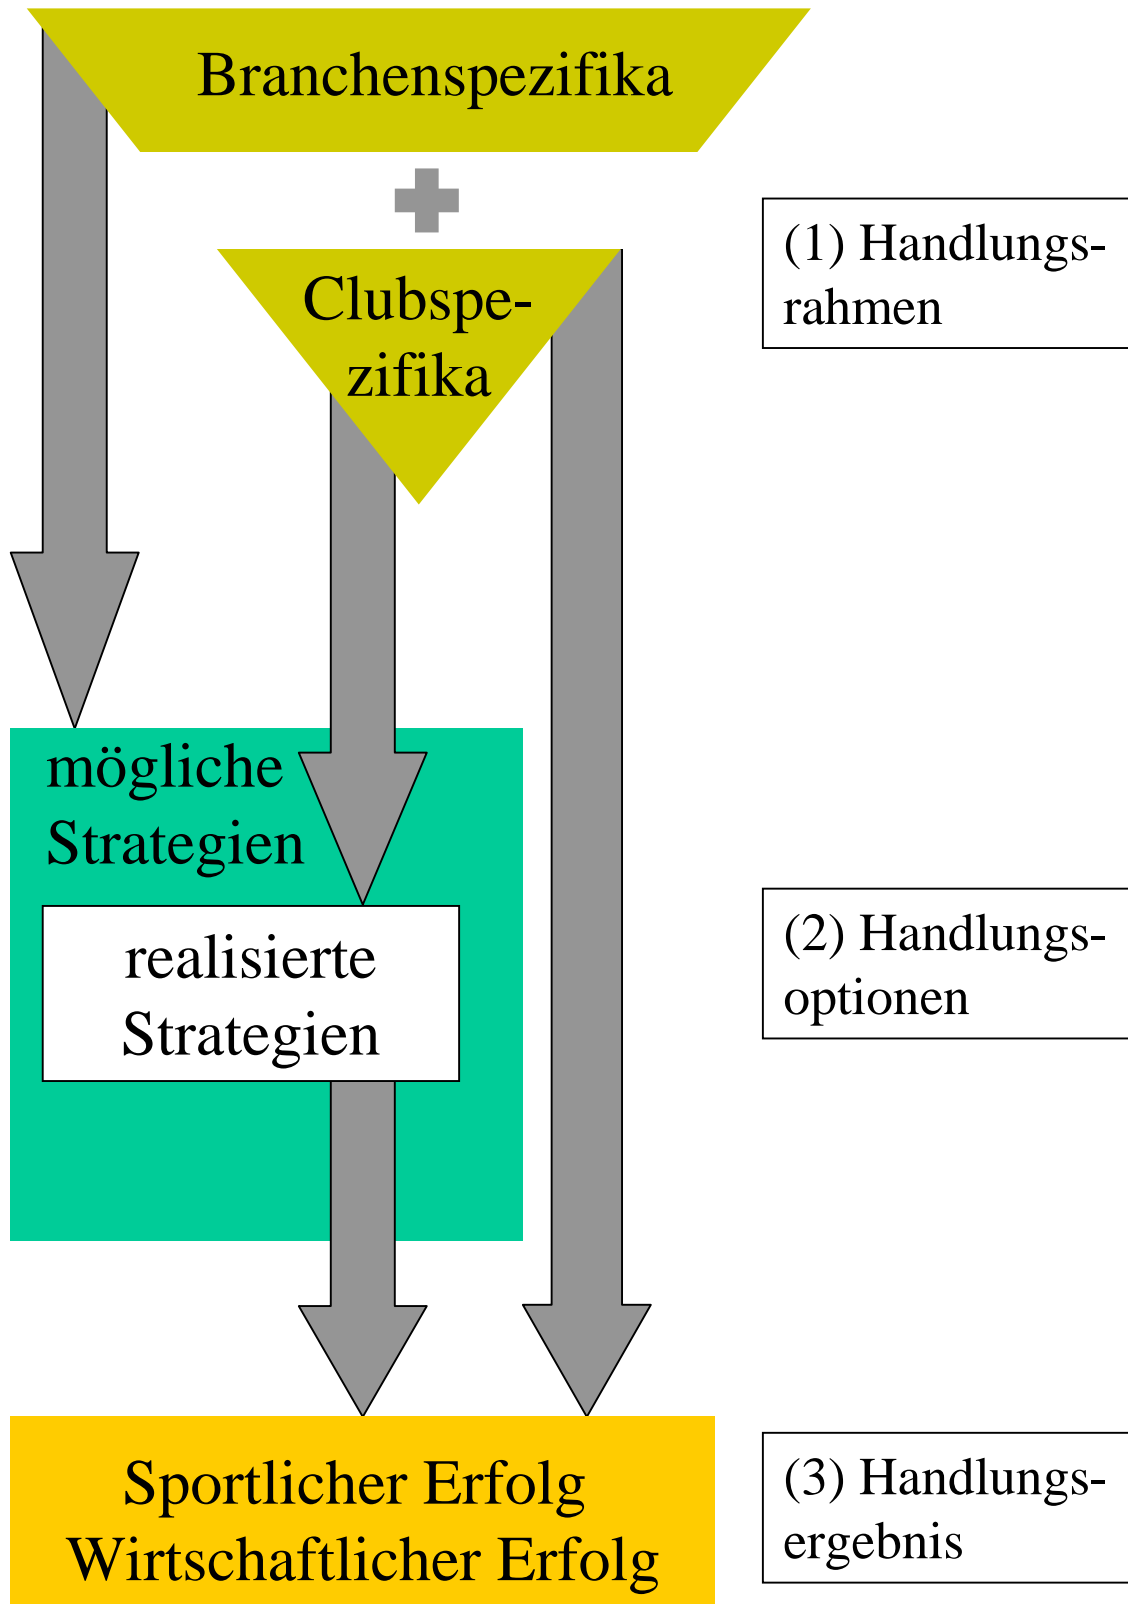 Branchenspezifika
(1) Handlungs-
rahmen
Clubspe-
zifika
mögliche
Strategien
realisierte
Strategien
(2) Handlungs-
optionen
Sportlicher Erfolg
Wirtschaftlicher Erfolg
(3) Handlungs-
ergebnis